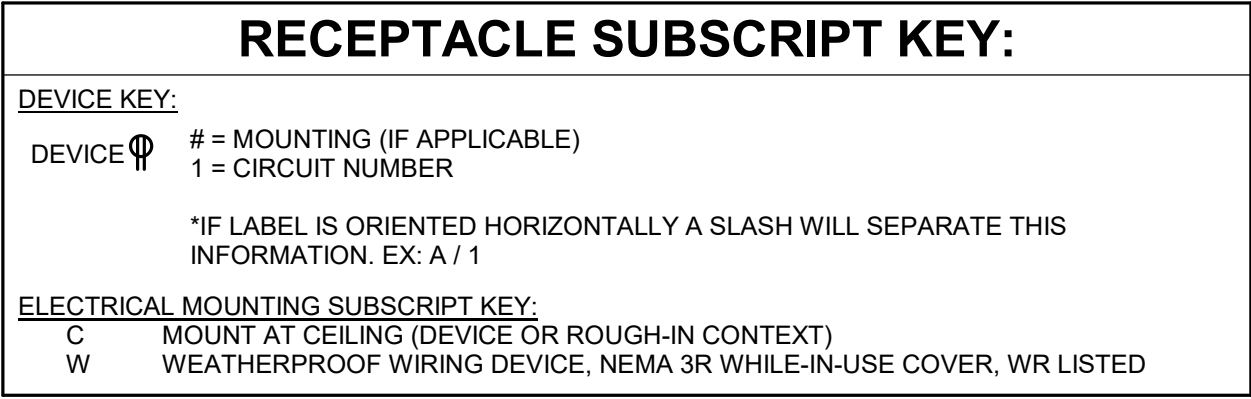 RECEPTACLE SUBSCRIPT KEY:
DEVICE KEY:
DEVICE
# = MOUNTING (IF APPLICABLE)
1 = CIRCUIT NUMBER
*IF LABEL IS ORIENTED HORIZONTALLY A SLASH WILL SEPARATE THIS
INFORMATION. EX: A / 1
ELECTRICAL MOUNTING SUBSCRIPT KEY:
C MOUNT AT CEILING (DEVICE OR ROUGH-IN CONTEXT)
W WEATHERPROOF WIRING DEVICE, NEMA 3R WHILE-IN-USE COVER, WR LISTED